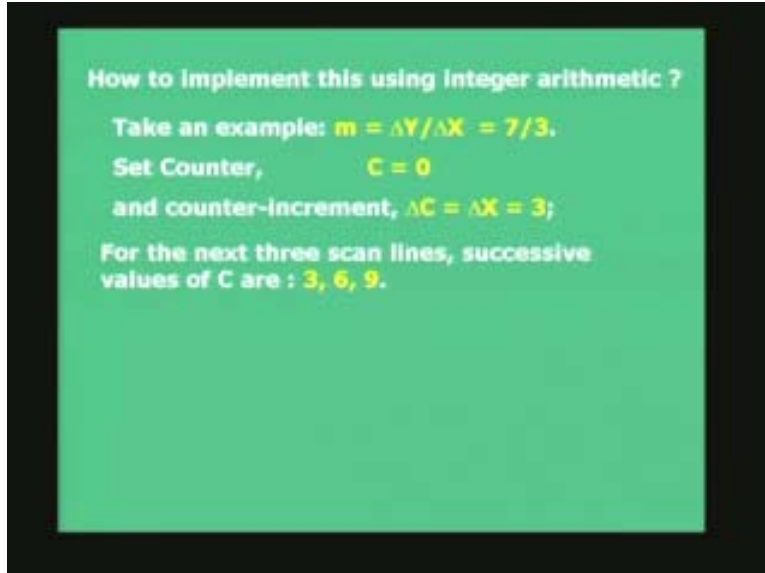 How to implement this using integer arithmetic ?
Take an example: m = ΔY/ΔX = 7/3.
Set Counter, C = 0
and counter-increment, ΔC = ΔX = 3;
For the next three scan lines, successive
values of C are : 3, 6, 9.